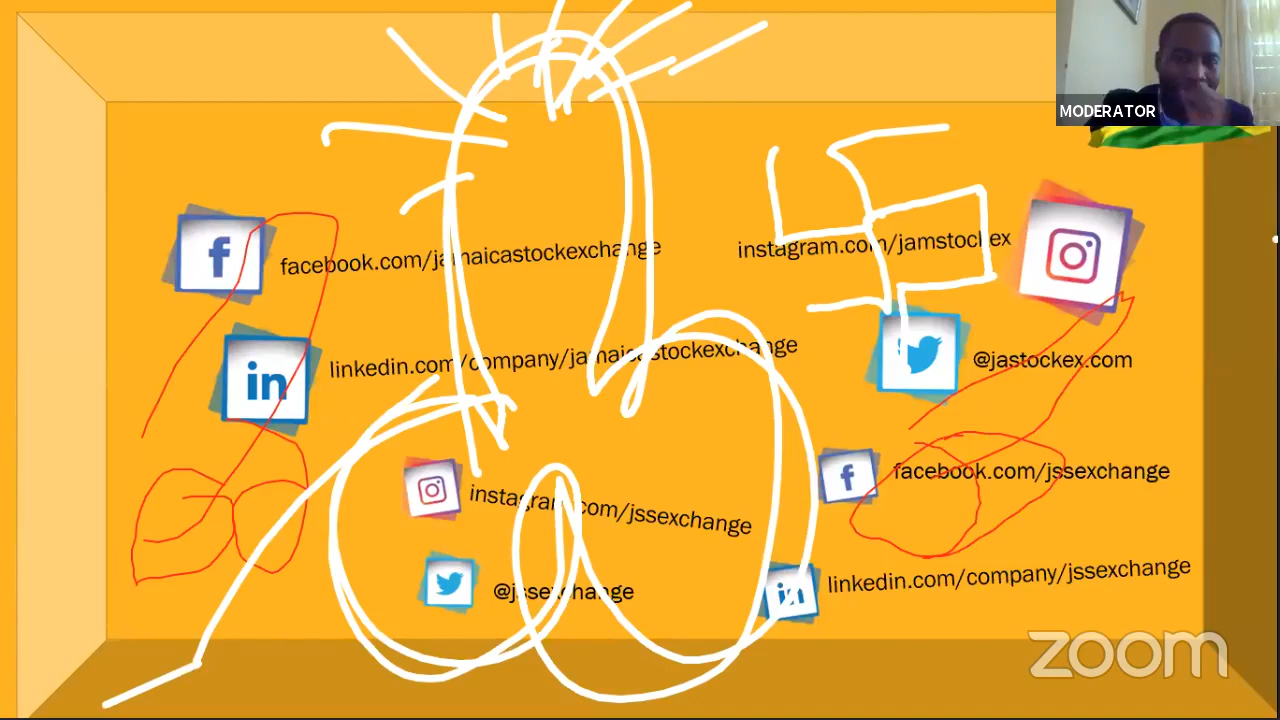 MODERATOR
facebook.com/jamaicastockexchange
instagram.com/jamstockex
linkedin.com/company/jamaicastockexchange
@jastockex.com
instagram.com/jssexchange
facebook.com/jssexchange
@jssexchange
linkedin.com/company/jssexchange
zoom